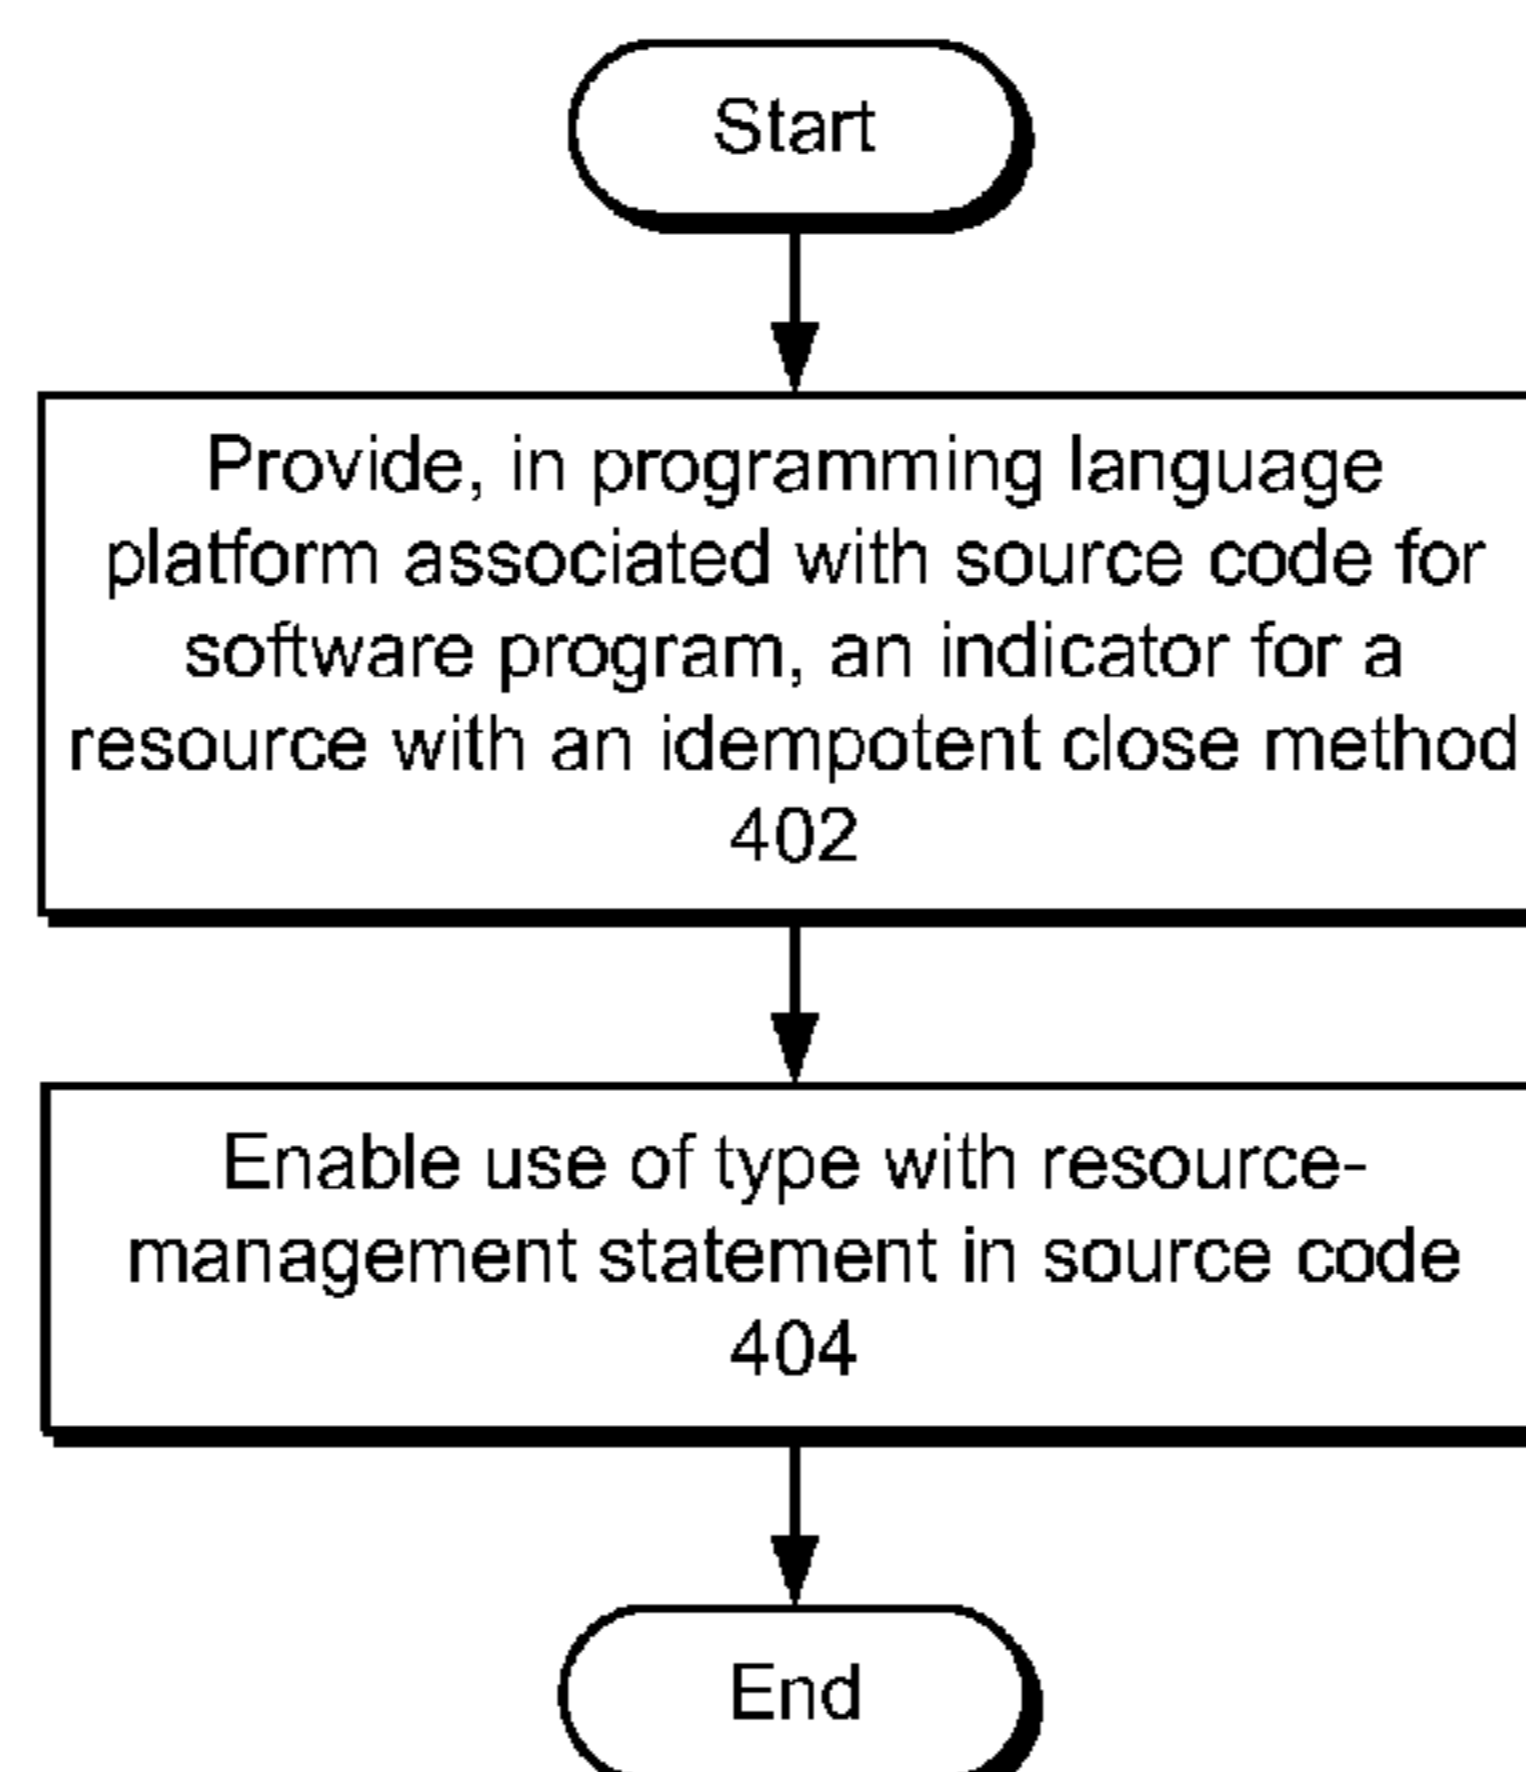 Start
Provide, in programming language
platform associated with source code for
software program, an indicator for a
resource with an idempotent close method
402
Enable use of type with resource-
management statement in source code
404
End